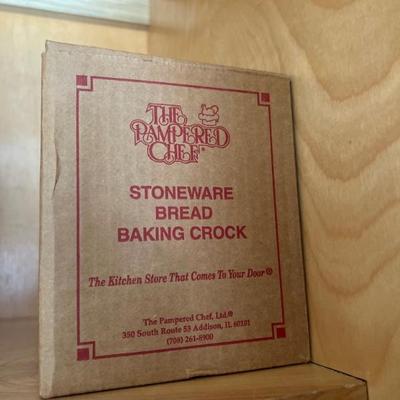 THE
PAMPERED
CHEF®
STONEWARE
BREAD
BAKING CROCK
The Kitchen Store That Comes To Your Door®
The Pampered Chef, Ltd.®
350 South Route 53 Addison, IL 60101
(708) 261-8900